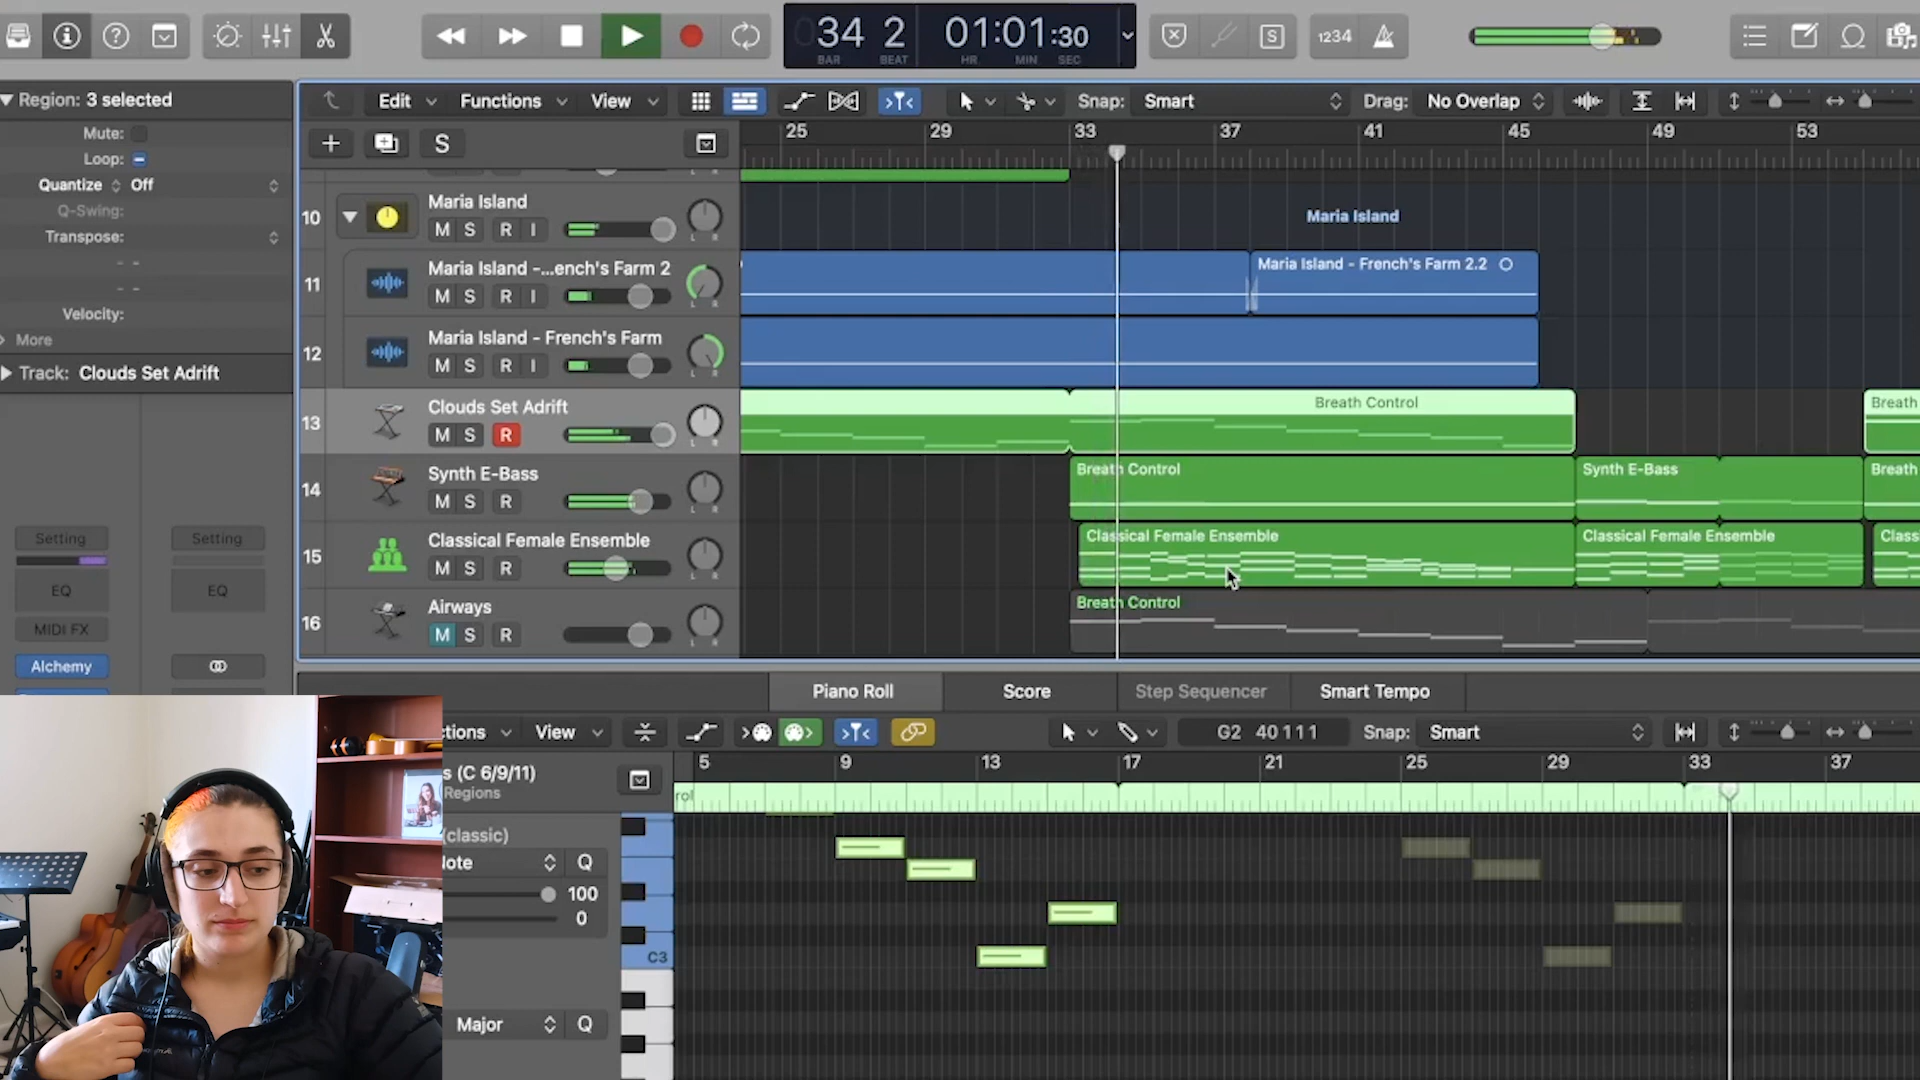 34 2 01:01:30
BAR BEAT HR MIN SEC
1234
Region: 3 selected
Mute:
Loop:
Quantize Off
Q-Swing:
Transpose:
Velocity:
More
Track: Clouds Set Adrift
Setting Setting
EQ EQ
MIDI FX
Alchemy
Edit Functions View Snap: Smart Drag: No Overlap
S
25 29 33 37 41 45 49 53
10 Maria Island
M S R I
L R
Maria Island
11 Maria Island -...ench's Farm 2
M S R I
L R
Maria Island - French's Farm 2.2
12 Maria Island - French's Farm
M S R I
L R
13 Clouds Set Adrift
M S R
L R
Breath Control Breath
14 Synth E-Bass
M S R
L R
Breath Control Synth E-Bass Breath
15 Classical Female Ensemble
M S R
L R
Classical Female Ensemble Classical Female Ensemble Class
16 Airways
M S R
L R
Breath Control
Piano Roll Score Step Sequencer Smart Tempo
ctions View G2 40 1 1 1 Snap: Smart
5 9 13 17 21 25 29 33 37
s (C 6/9/11)
Regions
rol
(classic)
lote Q
100
0
C3
Major Q